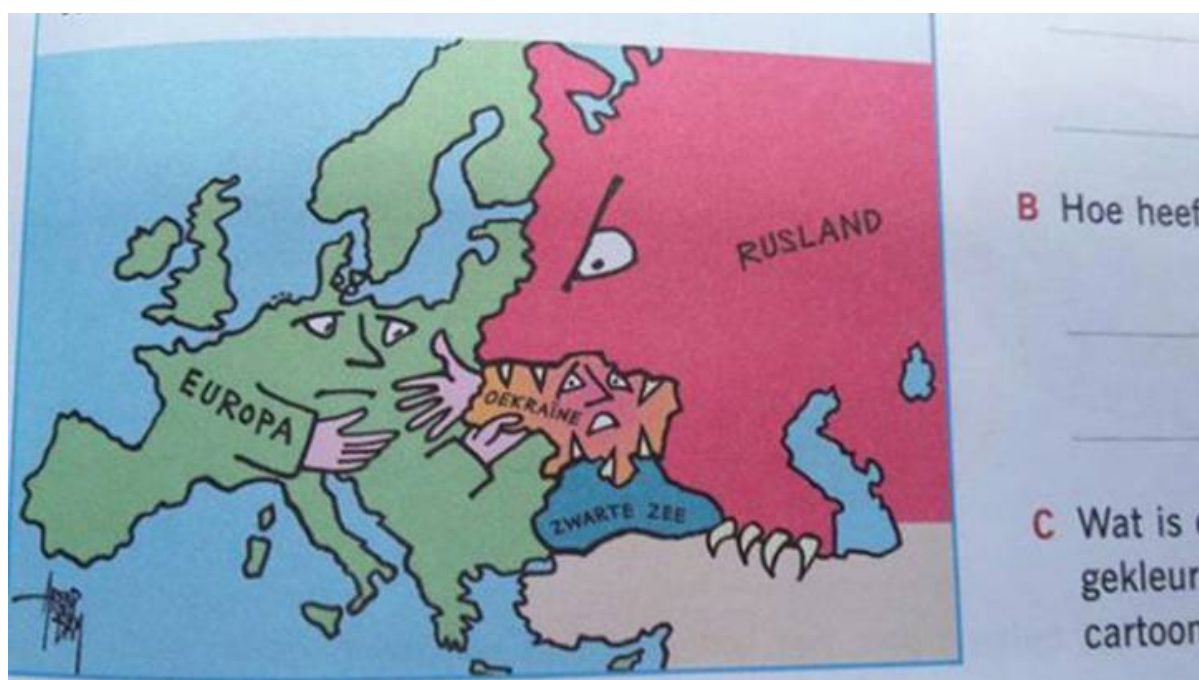 RUSLAND
EUROPA
OEKRAÏNE
ZWARTE ZEE
B Hoe heef
C Wat is
gekleur
cartoon